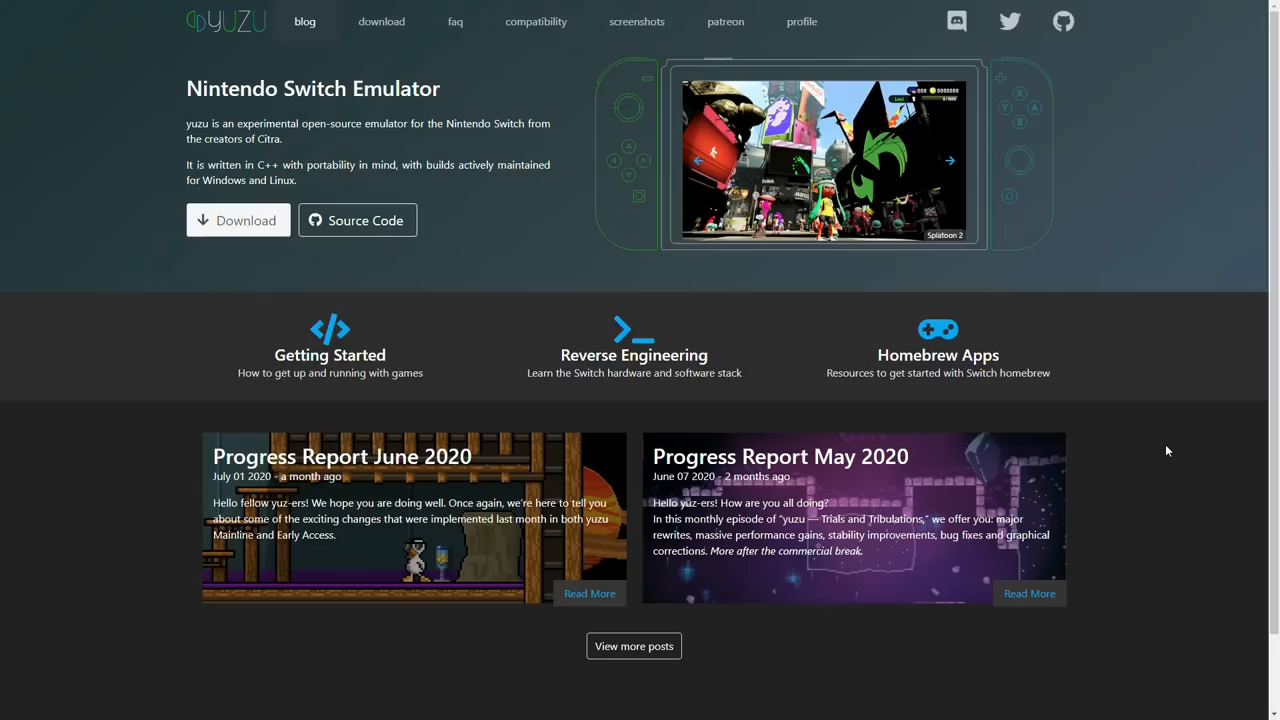 YUZU
blog
download
faq
compatibility
screenshots
patreon
profile
Nintendo Switch Emulator
yuzu is an experimental open-source emulator for the Nintendo Switch from
the creators of Citra.
It is written in C++ with portability in mind, with builds actively maintained
for Windows and Linux.
Download
Source Code
X
Y
A
B
Splatoon 2
Getting Started
How to get up and running with games
Reverse Engineering
Learn the Switch hardware and software stack
Homebrew Apps
Resources to get started with Switch homebrew
Progress Report June 2020
July 01 2020 - a month ago
Hello fellow yuz-ers! We hope you are doing well. Once again, we're here to tell you
about some of the exciting changes that were implemented last month in both yuzu
Mainline and Early Access.
Read More
Progress Report May 2020
June 07 2020 - 2 months ago
Hello yuz-ers! How are you all doing?
In this monthly episode of "yuzu — Trials and Tribulations," we offer you: major
rewrites, massive performance gains, stability improvements, bug fixes and graphical
corrections. More after the commercial break.
Read More
View more posts